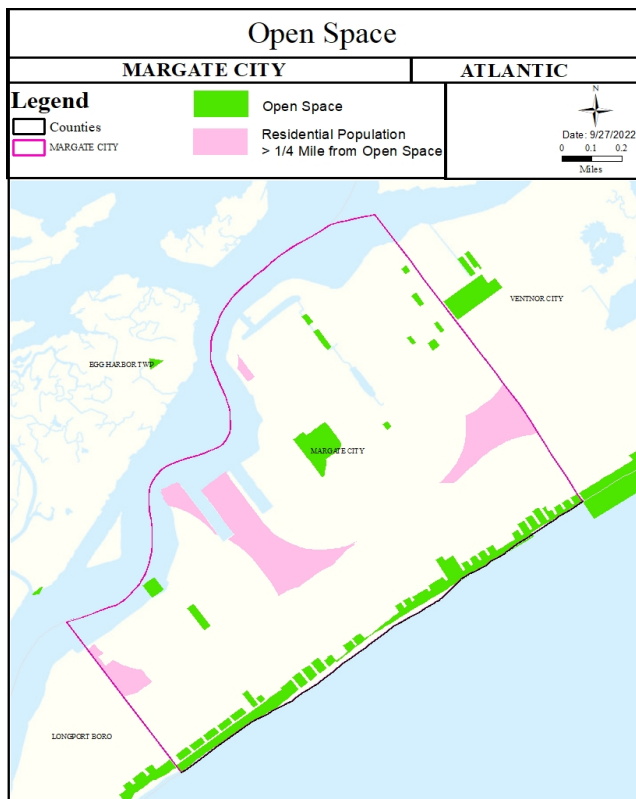 Open Space
MARGATE CITY
ATLANTIC
Legend
Counties
MARGATE CITY
Open Space
Residential Population
> 1/4 Mile from Open Space
N
Date: 9/27/2022
0 0.1 0.2
Miles
VENTNOR CITY
EGG HARBOR TWP
MARGATE CITY
LONGPORT BORO